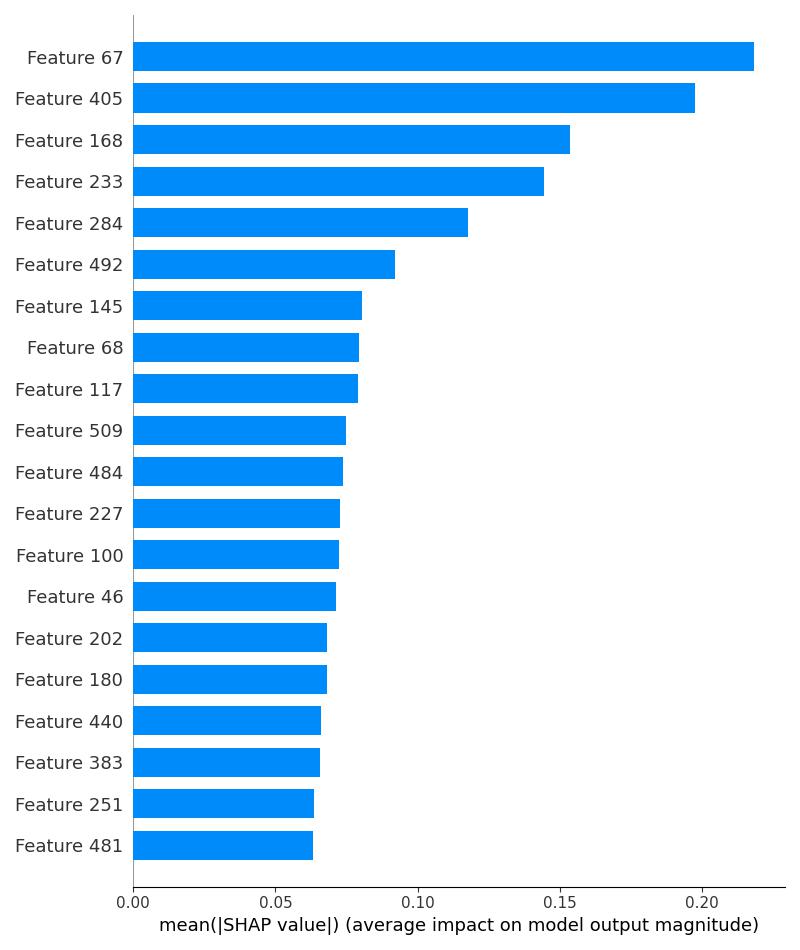 Feature 67
Feature 405
Feature 168
Feature 233
Feature 284
Feature 492
Feature 145
Feature 68
Feature 117
Feature 509
Feature 484
Feature 227
Feature 100
Feature 46
Feature 202
Feature 180
Feature 440
Feature 383
Feature 251
Feature 481
0.00 0.05 0.10 0.15 0.20
mean(|SHAP value|) (average impact on model output magnitude)